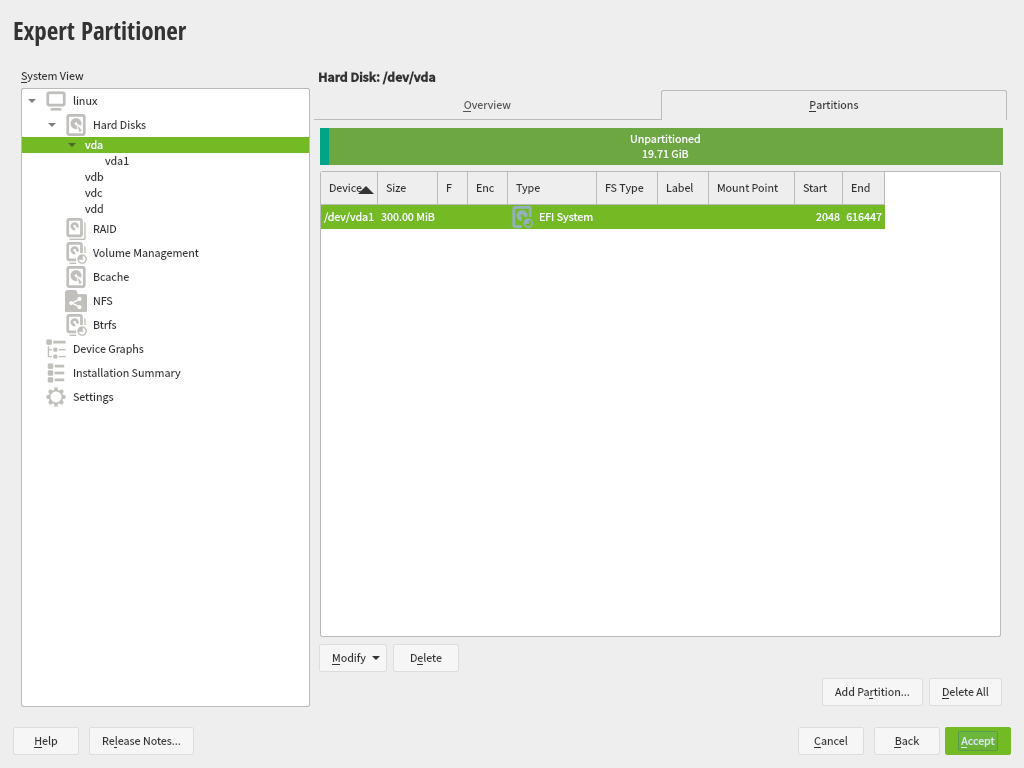 Expert Partitioner
System View
linux
Hard Disks
vda
vda1
vdb
vdc
vdd
RAID
Volume Management
Bcache
NFS
Btrfs
Device Graphs
Installation Summary
Settings
Hard Disk: /dev/vda
Overview Partitions
Unpartitioned
19.71 GiB
Device Size F Enc Type FS Type Label Mount Point Start End
/dev/vda1 300.00 MiB EFI System 2048 616447
Modify Delete
Add Partition... Delete All
Help Release Notes... Cancel Back Accept